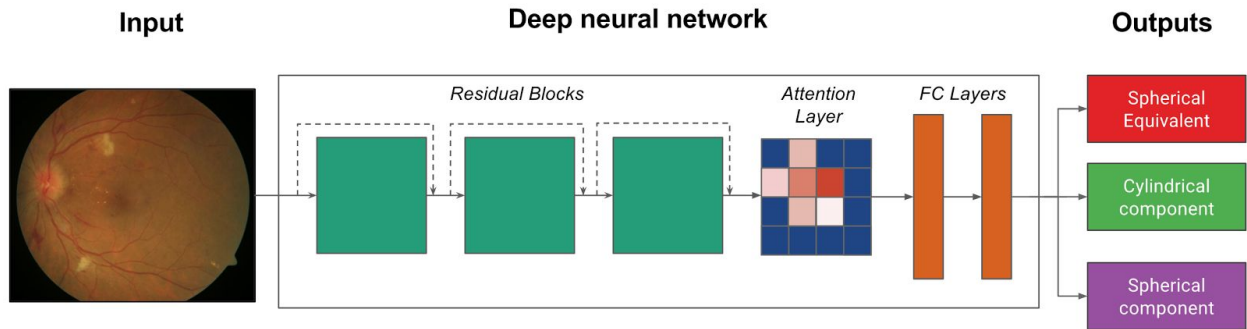 Input
Deep neural network
Outputs
Residual Blocks
Attention
Layer
FC Layers
Spherical
Equivalent
Cylindrical
component
Spherical
component